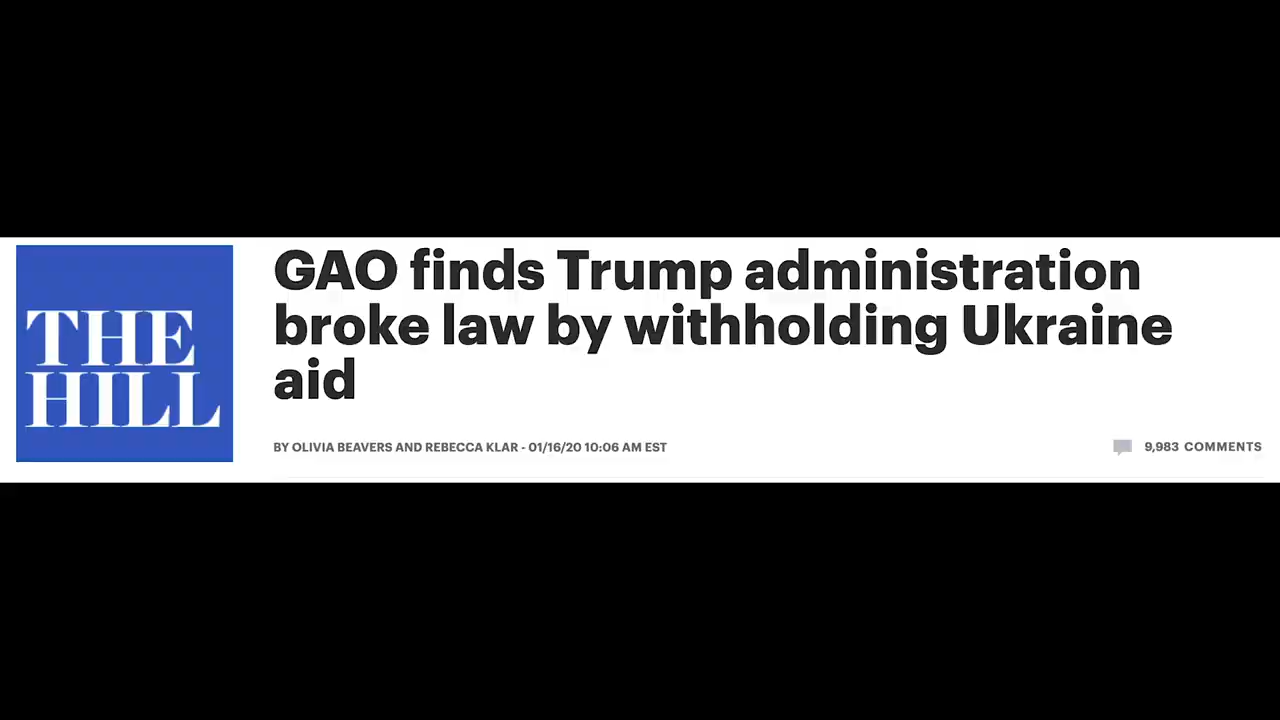 THE
HILL
GAO finds Trump administration
broke law by withholding Ukraine
aid
BY OLIVIA BEAVERS AND REBECCA KLAR - 01/16/20 10:06 AM EST
9,983 COMMENTS